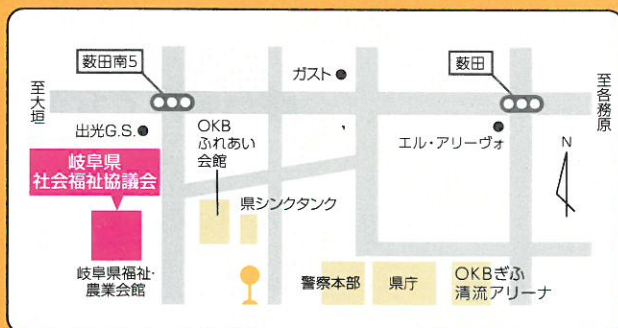 薮田南5
ガスト
薮田
至大垣
至各務原
出光G.S.
OKB
ふれあい
会館
エル・アリーヴォ
N
岐阜県
社会福祉協議会
県シンクタンク
岐阜県福祉・
農業会館
警察本部
県庁
OKBぎふ
清流アリーナ